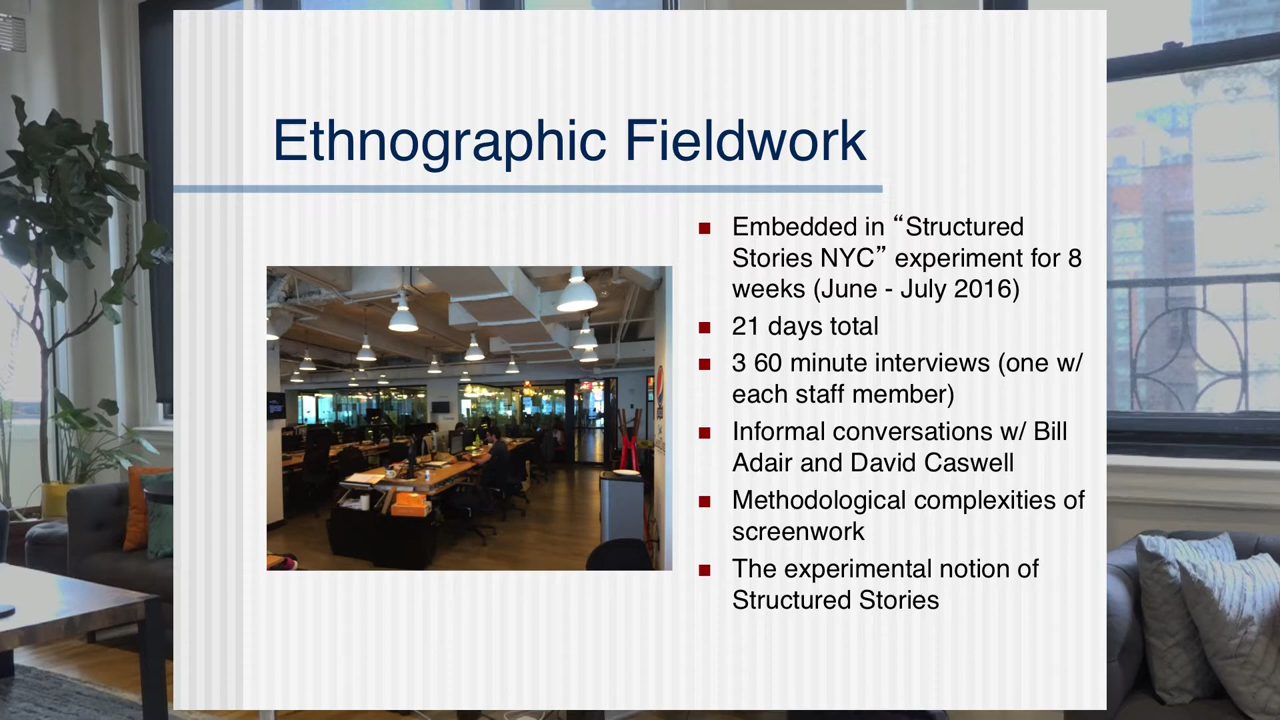 Ethnographic Fieldwork
Embedded in “Structured
Stories NYC” experiment for 8
weeks (June - July 2016)
21 days total
3 60 minute interviews (one w/
each staff member)
Informal conversations w/ Bill
Adair and David Caswell
Methodological complexities of
screenwork
The experimental notion of
Structured Stories